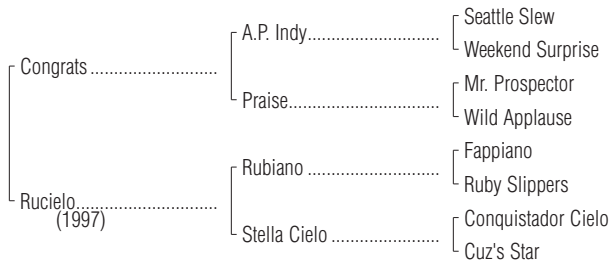 Seattle Slew
A.P. Indy
Weekend Surprise
Congrats
Mr. Prospector
Praise
Wild Applause
Fappiano
Rubiano
Ruby Slippers
Rucielo
(1997)
Conquistador Cielo
Stella Cielo
Cuz's Star